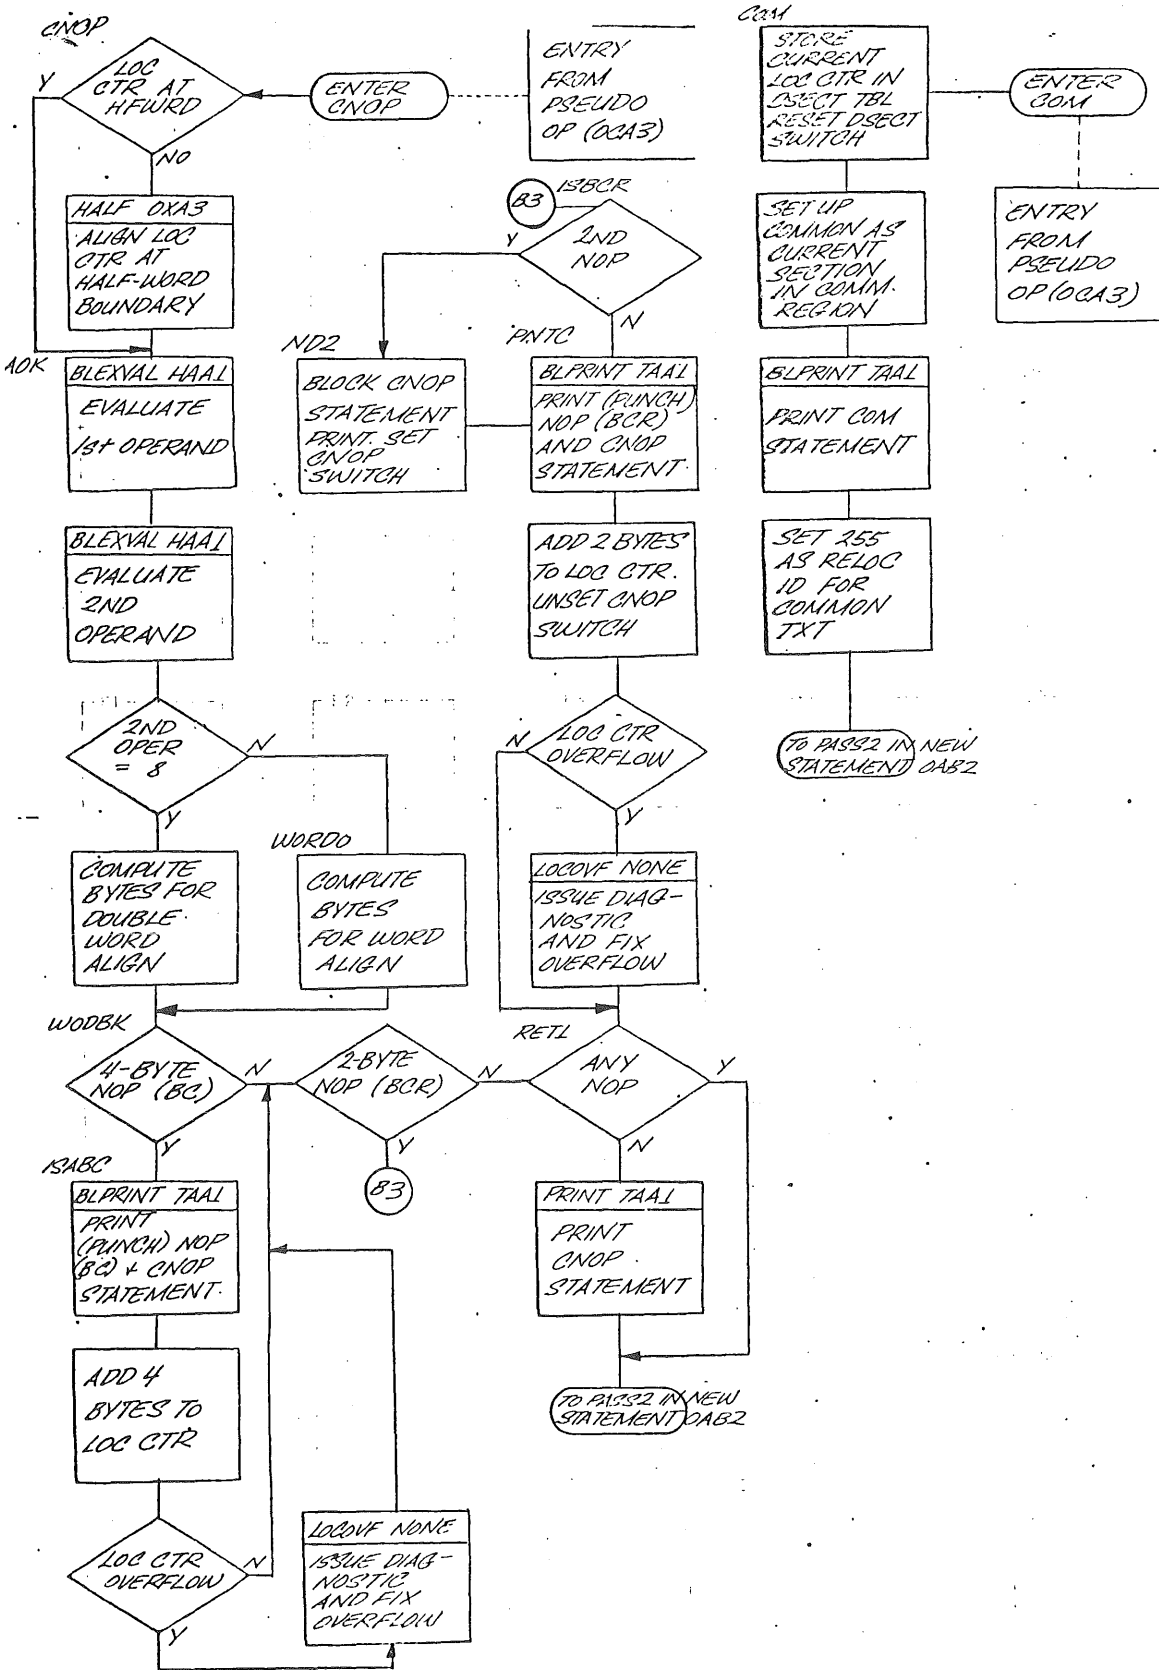 CNOP
LOC
CTR AT
HFWRD
Y
NO
ENTER
CNOP
ENTRY
FROM
PSEUDO
OP (OCA3)
HALF OXA3
ALIGN LOC
CTR AT
HALF-WORD
BOUNDARY
AOK
BLEXVAL HAA1
EVALUATE
1st OPERAND
BLEXVAL HAA1
EVALUATE
2ND
OPERAND
2ND
OPER
= 8
N
Y
COMPUTE
BYTES FOR
DOUBLE-
WORD
ALIGN
WORDO
COMPUTE
BYTES
FOR WORD
ALIGN
WODBK
4-BYTE
NOP (BC)
N
Y
2-BYTE
NOP (BCR)
N
Y
B3
ISABC
BLPRINT TAA1
PRINT
(PUNCH) NOP
(BC) + CNOP
STATEMENT.
ADD 4
BYTES TO
LOC CTR
LOC CTR
OVERFLOW
N
Y
LOCOVF NONE
ISSUE DIAG-
NOSTIC
AND FIX
OVERFLOW
B3
ISBCR
2ND
NOP
Y
N
ND2
BLOCK CNOP
STATEMENT
PRINT. SET
CNOP
SWITCH
PNTC
BLPRINT TAA1
PRINT (PUNCH)
NOP (BCR)
AND CNOP
STATEMENT.
ADD 2 BYTES
TO LOC CTR.
UNSET CNOP
SWITCH
LOC CTR
OVERFLOW
N
Y
LOCOVF NONE
ISSUE DIAG-
NOSTIC
AND FIX
OVERFLOW
RET1
ANY
NOP
Y
N
PRINT TAA1
PRINT
CNOP
STATEMENT
TO PASS2 IN NEW
STATEMENT OAB2
COM
STORE
CURRENT
LOC CTR IN
DSECT TBL
RESET DSECT
SWITCH
ENTER
COM
ENTRY
FROM
PSEUDO
OP (OCA3)
SET UP
COMMON AS
CURRENT
SECTION
IN COMM.
REGION
BLPRINT TAA1
PRINT COM
STATEMENT
SET 255
AS RELOC
ID FOR
COMMON
TXT
TO PASS2 IN NEW
STATEMENT OAB2